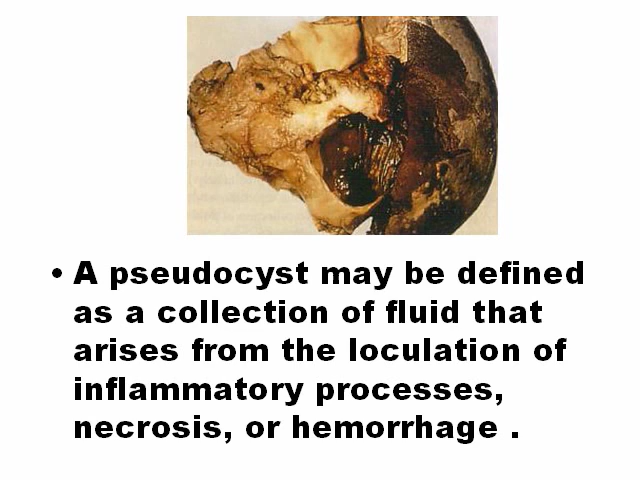 • A pseudocyst may be defined
as a collection of fluid that
arises from the loculation of
inflammatory processes,
necrosis, or hemorrhage .